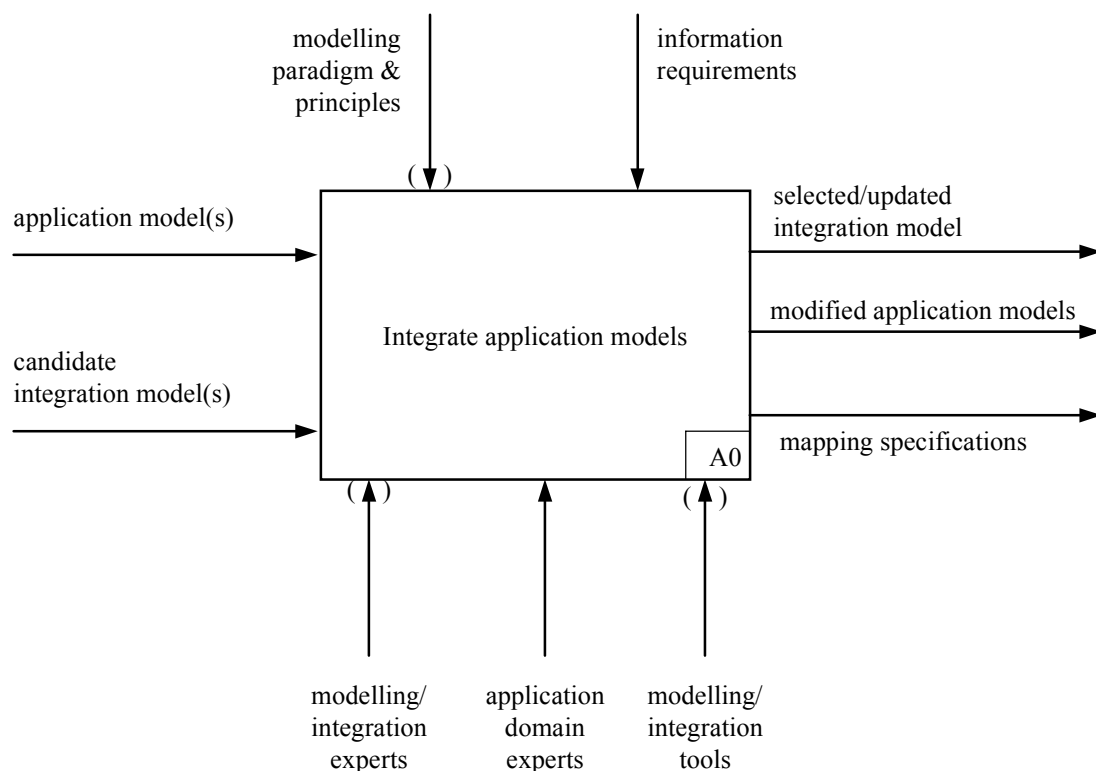 modelling
paradigm &
principles
information
requirements
( )
application model(s)
selected/updated
integration model
modified application models
Integrate application models
candidate
integration model(s)
mapping specifications
A0
( )
( )
modelling/
integration
experts
application
domain
experts
modelling/
integration
tools